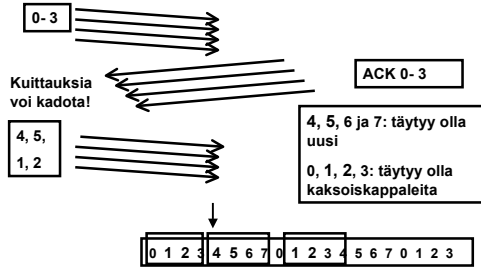 0- 3
Kuittauksia
voi kadota!
ACK 0- 3
4, 5,
1, 2
4, 5, 6 ja 7: täytyy olla
uusi
0, 1, 2, 3: täytyy olla
kaksoiskappaleita
0 1 2 3 4 5 6 7 0 1 2 3 4 5 6 7 0 1 2 3